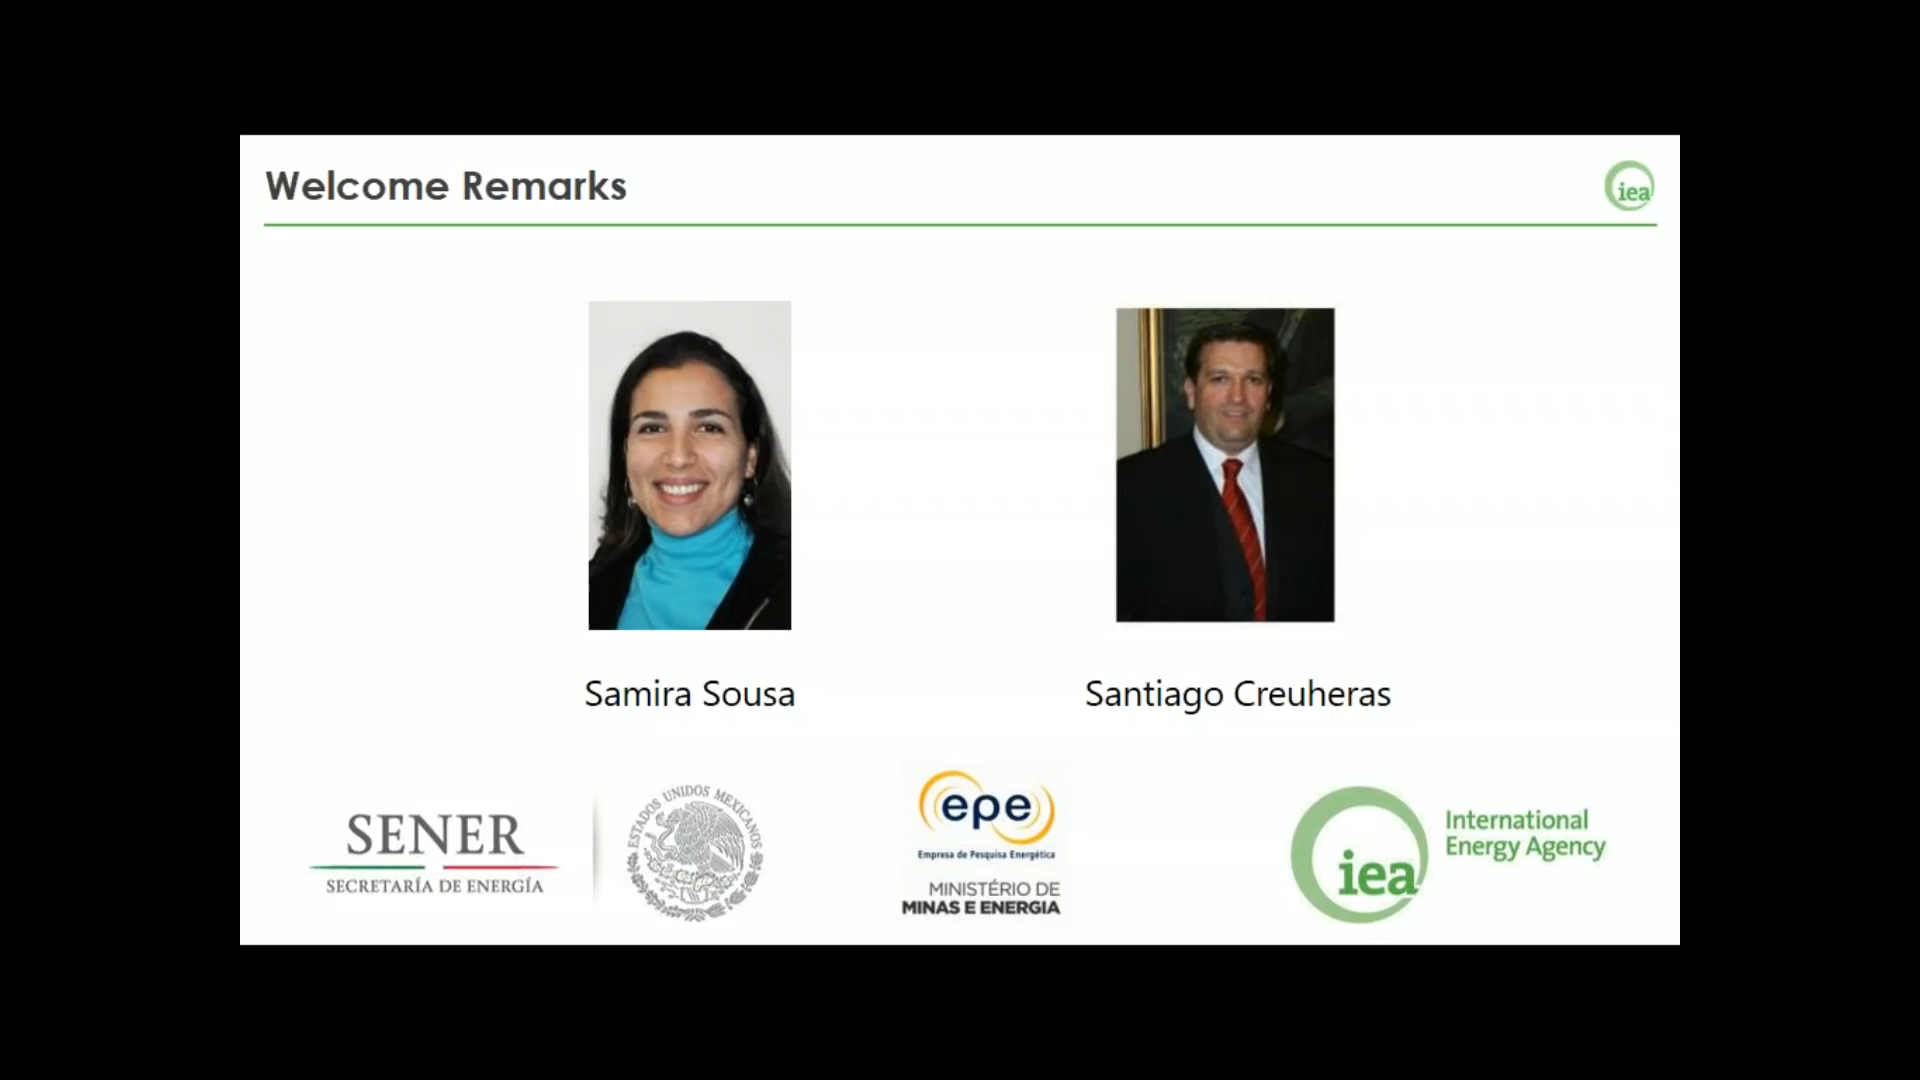 Welcome Remarks
iea
Samira Sousa
Santiago Creuheras
SENER
SECRETARÍA DE ENERGÍA
ESTADOS UNIDOS MEXICANOS
epe
Empresa de Pesquisa Energética
MINISTÉRIO DE
MINAS E ENERGIA
iea
International
Energy Agency